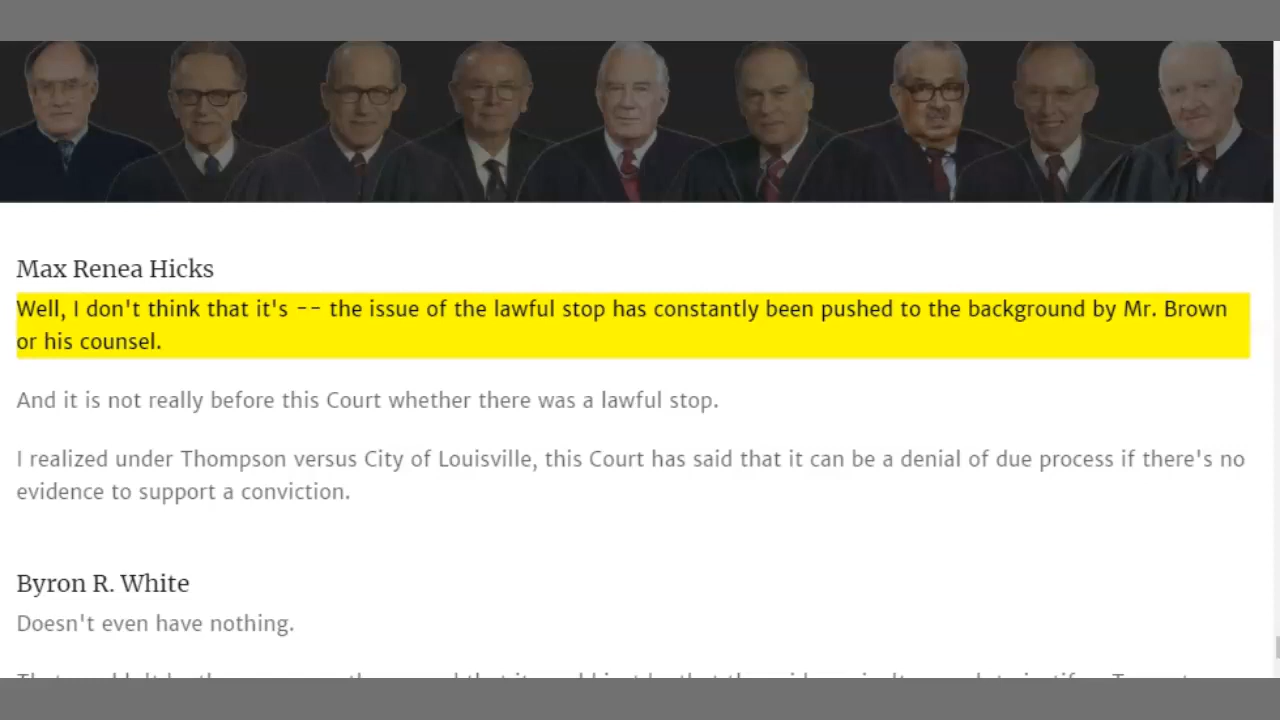 Max Renea Hicks
Well, I don't think that it's -- the issue of the lawful stop has constantly been pushed to the background by Mr. Brown
or his counsel.
And it is not really before this Court whether there was a lawful stop.
I realized under Thompson versus City of Louisville, this Court has said that it can be a denial of due process if there's no
evidence to support a conviction.
Byron R. White
Doesn't even have nothing.